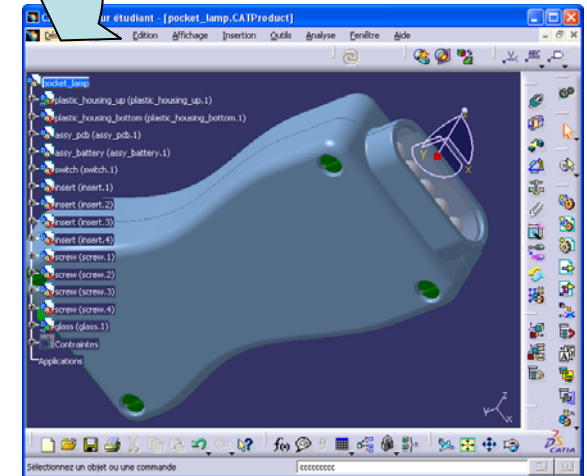 ur étudiant - [pocket_lamp.CATProduct]
Edition Affichage Insertion Outils Analyse Fenêtre Aide
pocket_lamp
plastic_housing_up (plastic_housing_up.1)
plastic_housing_bottom (plastic_housing_bottom.1)
assy_pcb (assy_pcb.1)
assy_battery (assy_battery.1)
switch (switch.1)
insert (insert.1)
insert (insert.2)
insert (insert.3)
insert (insert.4)
screw (screw.1)
screw (screw.2)
screw (screw.3)
screw (screw.4)
glass (glass.1)
Contraintes
Applications
y
x
z
y
x
CATIA
Sélectionnez un objet ou une commande
ccccccccc